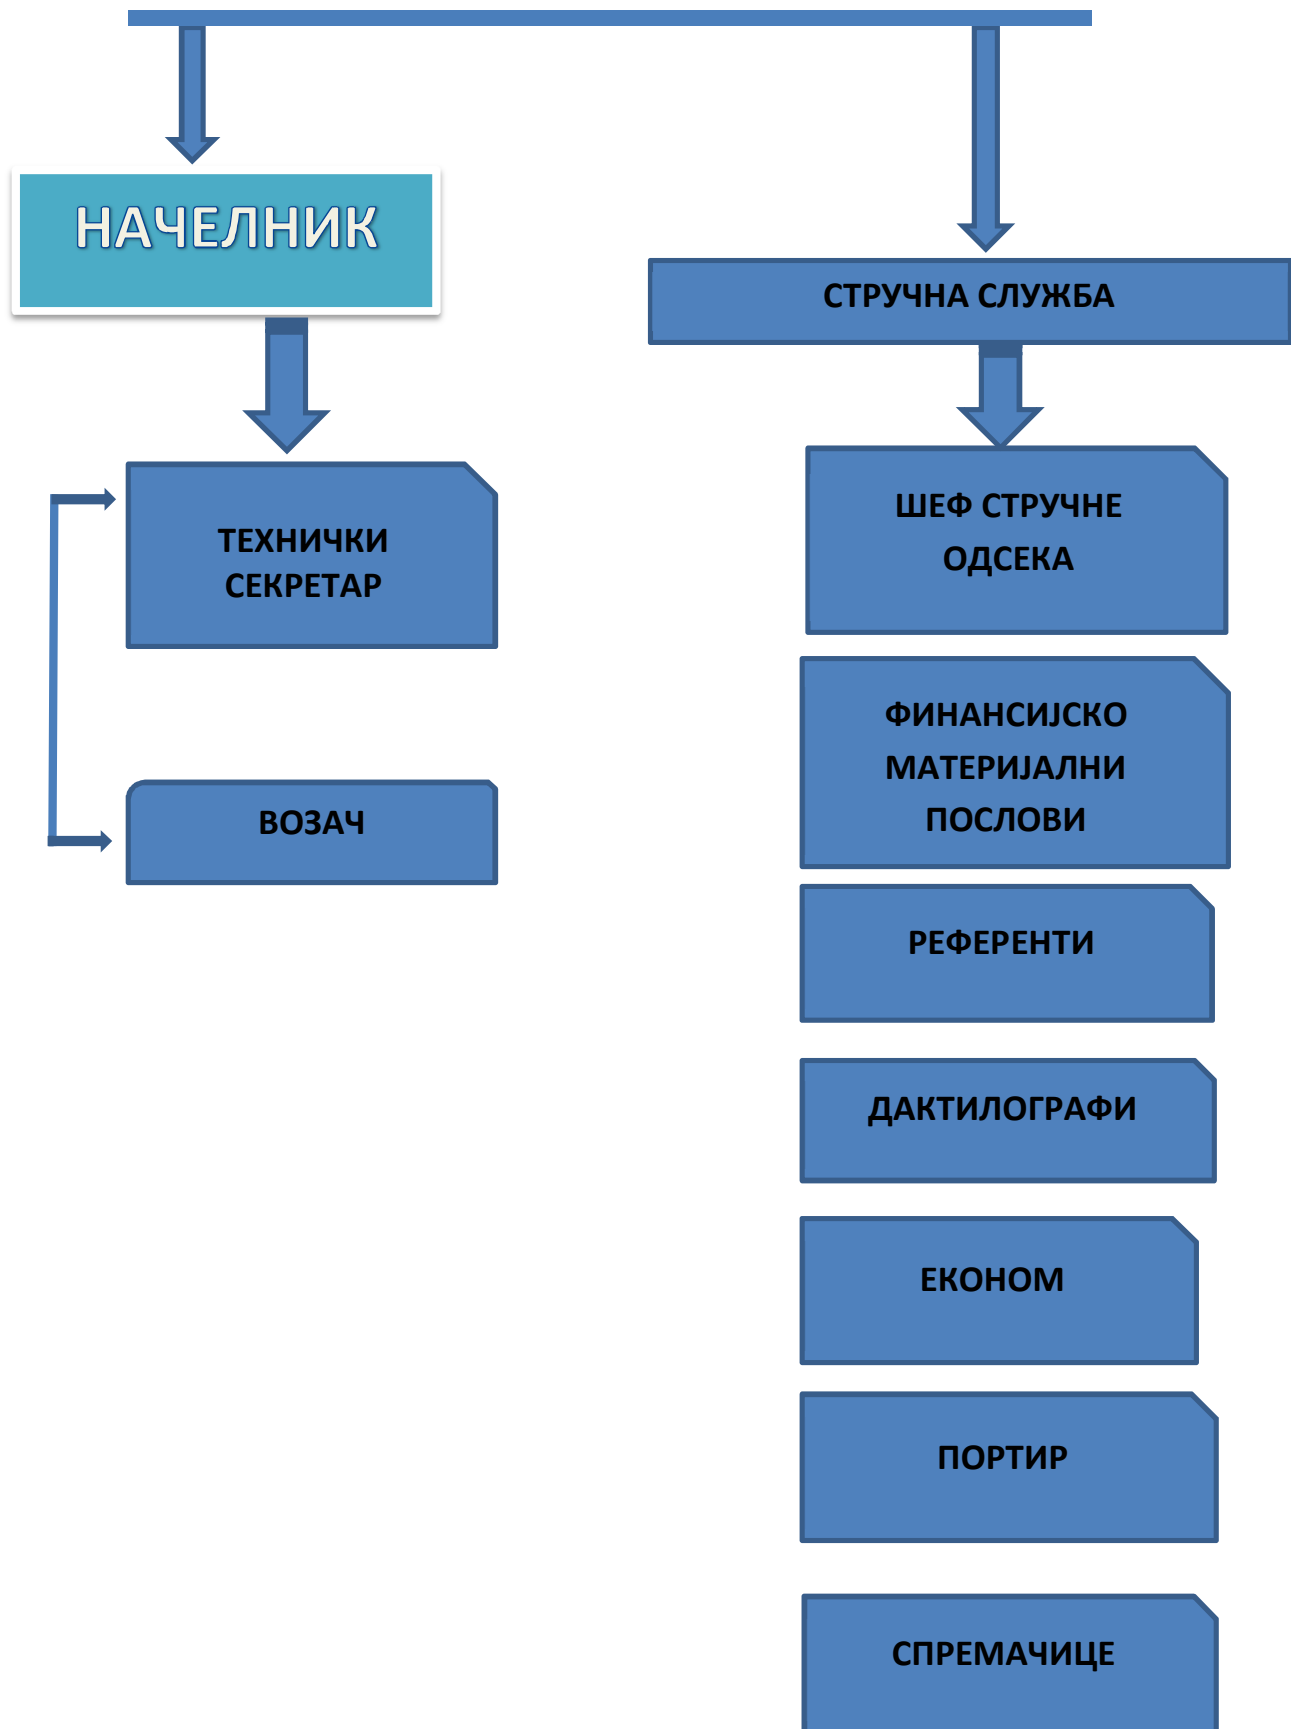 НАЧЕЛНИК
СТРУЧНА СЛУЖБА
ТЕХНИЧКИ
СЕКРЕТАР
ВОЗАЧ
ШЕФ СТРУЧНЕ
ОДСЕКА
ФИНАНСИЈСКО
МАТЕРИЈАЛНИ
ПОСЛОВИ
РЕФЕРЕНТИ
ДАКТИЛОГРАФИ
ЕКОНОМ
ПОРТИР
СПРЕМАЧИЦЕ